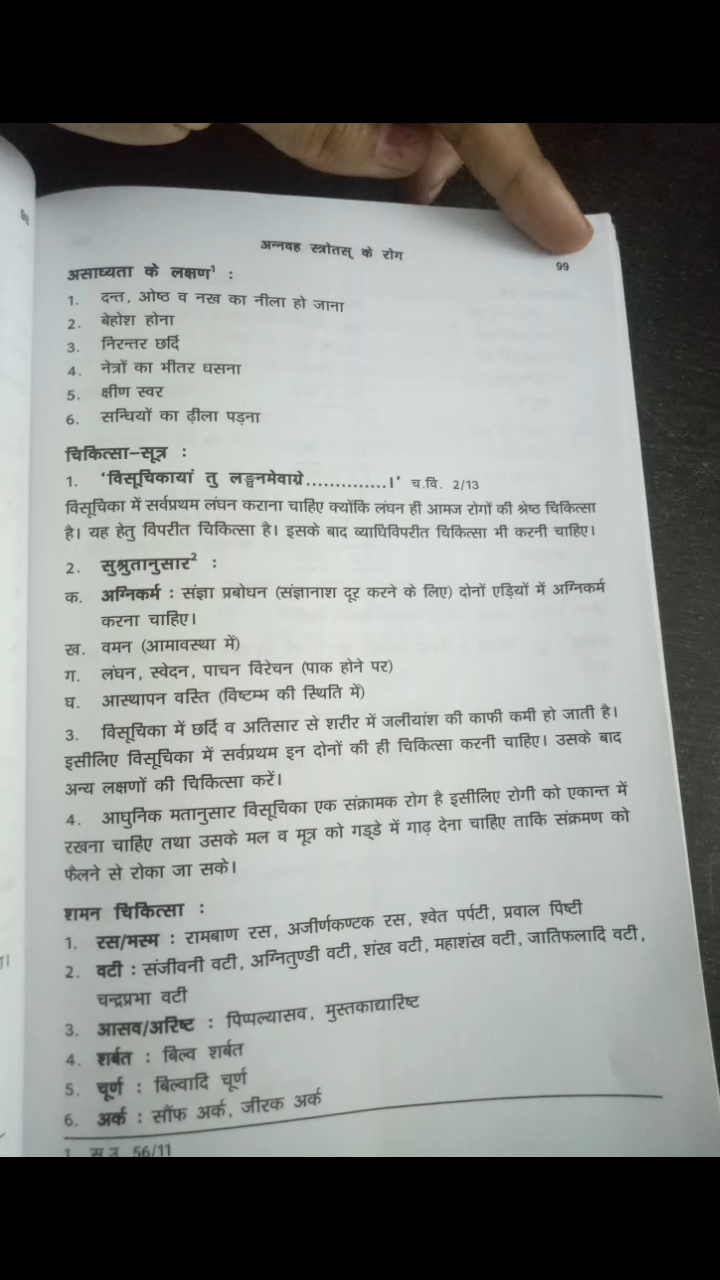 अन्नवह स्त्रोतस् के रोग
99
असाध्यता के लक्षण¹ :
1. दन्त, ओष्ठ व नख का नीला हो जाना
2. बेहोश होना
3. निरन्तर छर्दि
4. नेत्रों का भीतर धसना
5. क्षीण स्वर
6. सन्धियों का ढ़ीला पड़ना
चिकित्सा–सूत्र :
1. 'विसूचिकायां तु लङ्घनमेवाग्रे..............।' च.वि. 2/13
विसूचिका में सर्वप्रथम लंघन कराना चाहिए क्योंकि लंघन ही आमज रोगों की श्रेष्ठ चिकित्सा
है। यह हेतु विपरीत चिकित्सा है। इसके बाद व्याधिविपरीत चिकित्सा भी करनी चाहिए।
2. सुश्रुतानुसार² :
क. अग्निकर्म : संज्ञा प्रबोधन (संज्ञानाश दूर करने के लिए) दोनों एड़ियों में अग्निकर्म
करना चाहिए।
ख. वमन (आमावस्था में)
ग. लंघन, स्वेदन, पाचन विरेचन (पाक होने पर)
घ. आस्थापन वस्ति (विष्टम्भ की स्थिति में)
3. विसूचिका में छर्दि व अतिसार से शरीर में जलीयांश की काफी कमी हो जाती है।
इसीलिए विसूचिका में सर्वप्रथम इन दोनों की ही चिकित्सा करनी चाहिए। उसके बाद
अन्य लक्षणों की चिकित्सा करें।
4. आधुनिक मतानुसार विसूचिका एक संक्रामक रोग है इसीलिए रोगी को एकान्त में
रखना चाहिए तथा उसके मल व मूत्र को गड्डे में गाढ़ देना चाहिए ताकि संक्रमण को
फैलने से रोका जा सके।
शमन चिकित्सा :
1. रस/भस्म : रामबाण रस, अजीर्णकण्टक रस, श्वेत पर्पटी, प्रवाल पिष्टी
2. वटी : संजीवनी वटी, अग्नितुण्डी वटी, शंख वटी, महाशंख वटी, जातिफलादि वटी,
चन्द्रप्रभा वटी
3. आसव/अरिष्ट : पिप्पल्यासव, मुस्तकाद्यारिष्ट
4. शर्बत : बिल्व शर्बत
5. चूर्ण : बिल्वादि चूर्ण
6. अर्क : सौंफ अर्क, जीरक अर्क
1. सु.उ. 56/11